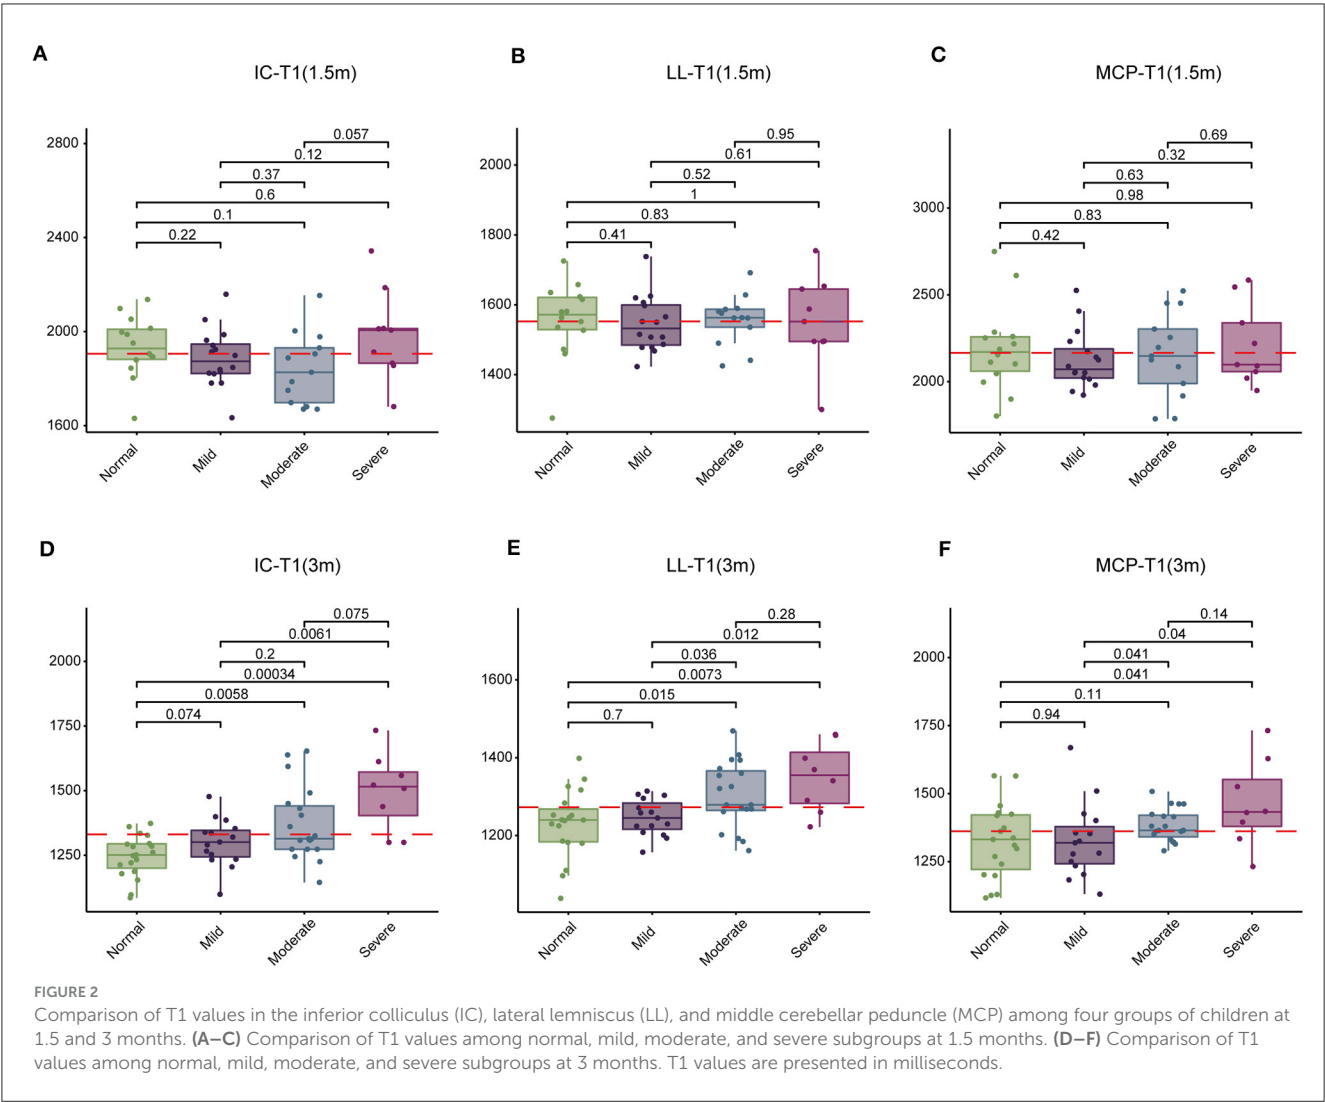 A
IC-T1(1.5m)
2800
2400
2000
1600
0.057
0.12
0.37
0.6
0.1
0.22
Normal
Mild
Moderate
Severe
B
LL-T1(1.5m)
2000
1800
1600
1400
0.95
0.61
0.52
1
0.83
0.41
Normal
Mild
Moderate
Severe
C
MCP-T1(1.5m)
3000
2500
2000
0.69
0.32
0.63
0.98
0.83
0.42
Normal
Mild
Moderate
Severe
D
IC-T1(3m)
2000
1750
1500
1250
0.075
0.0061
0.2
0.00034
0.0058
0.074
Normal
Mild
Moderate
Severe
E
LL-T1(3m)
1600
1400
1200
0.28
0.012
0.036
0.0073
0.015
0.7
Normal
Mild
Moderate
Severe
F
MCP-T1(3m)
2000
1750
1500
1250
0.14
0.04
0.041
0.041
0.11
0.94
Normal
Mild
Moderate
Severe
FIGURE 2
Comparison of T1 values in the inferior colliculus (IC), lateral lemniscus (LL), and middle cerebellar peduncle (MCP) among four groups of children at
1.5 and 3 months. (A–C) Comparison of T1 values among normal, mild, moderate, and severe subgroups at 1.5 months. (D–F) Comparison of T1
values among normal, mild, moderate, and severe subgroups at 3 months. T1 values are presented in milliseconds.